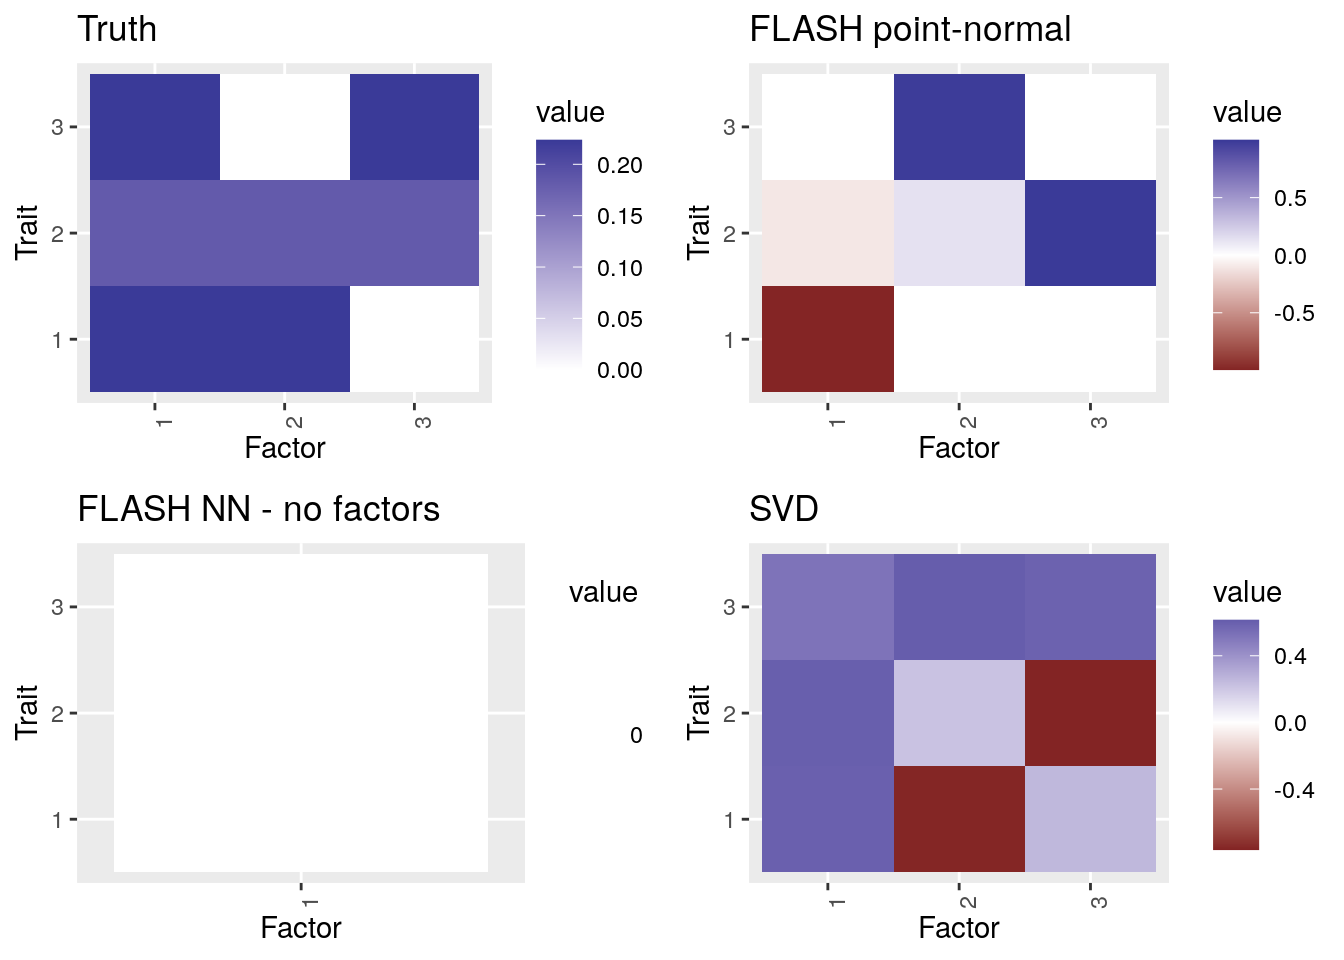 Truth
Trait
3
2
1
1
2
3
Factor
value
0.20
0.15
0.10
0.05
0.00
FLASH point-normal
Trait
3
2
1
1
2
3
Factor
value
0.5
0.0
-0.5
FLASH NN - no factors
Trait
3
2
1
1
Factor
value
0
SVD
Trait
3
2
1
1
2
3
Factor
value
0.4
0.0
-0.4